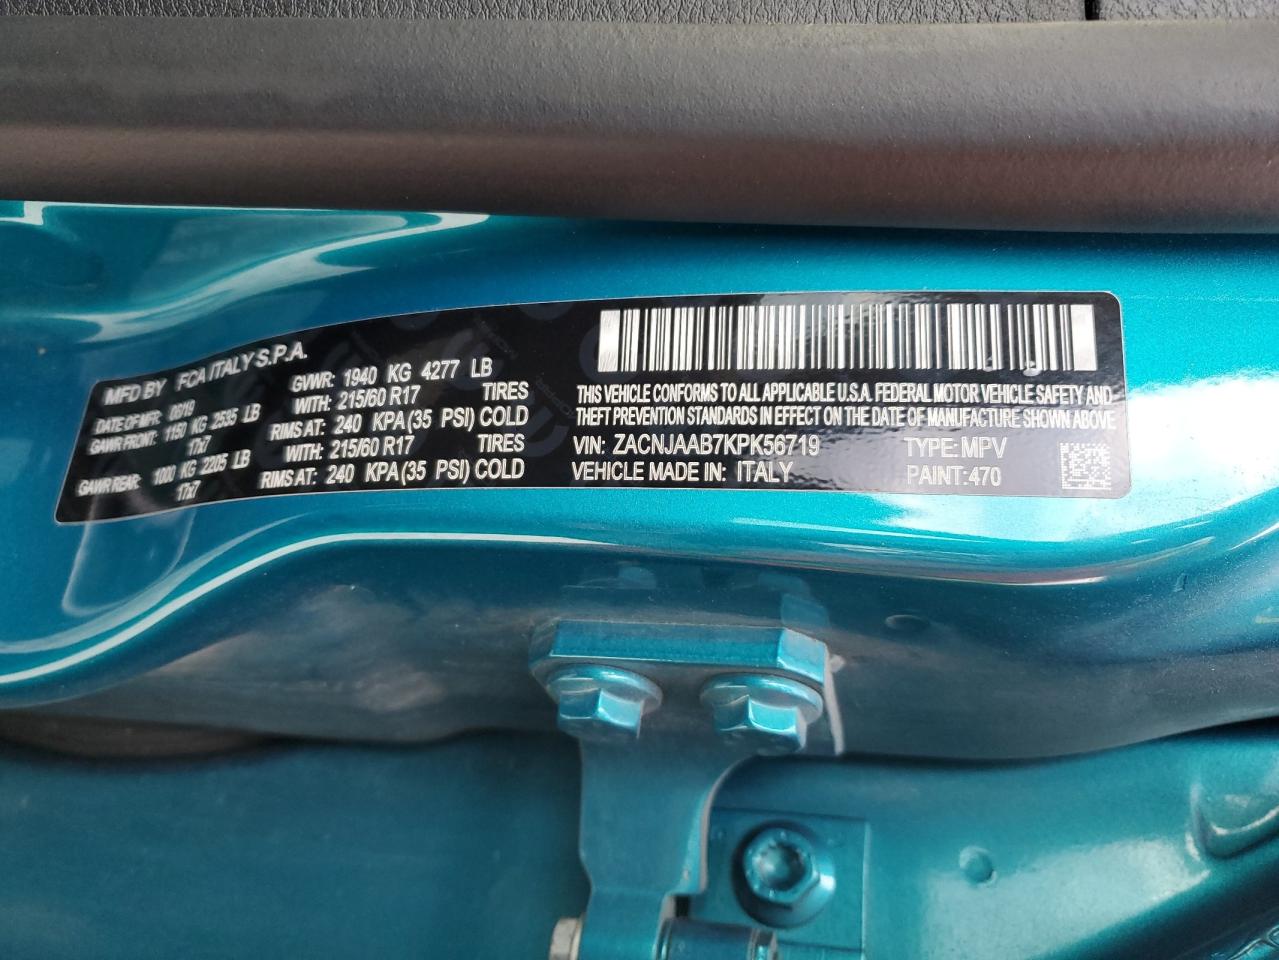 MFD BY FCA ITALY S.P.A.
DATE OF MFR: 0819 GVWR: 1940 KG 4277 LB
GAWR FRONT: 1150 KG 2535 LB WITH: 215/60 R17 TIRES
17x7 RIMS AT: 240 KPA(35 PSI) COLD
GAWR REAR: 1000 KG 2205 LB WITH: 215/60 R17 TIRES
17x7 RIMS AT: 240 KPA(35 PSI) COLD
THIS VEHICLE CONFORMS TO ALL APPLICABLE U.S.A. FEDERAL MOTOR VEHICLE SAFETY AND
THEFT PREVENTION STANDARDS IN EFFECT ON THE DATE OF MANUFACTURE SHOWN ABOVE
VIN: ZACNJAAB7KPK56719 TYPE: MPV
VEHICLE MADE IN: ITALY PAINT:470